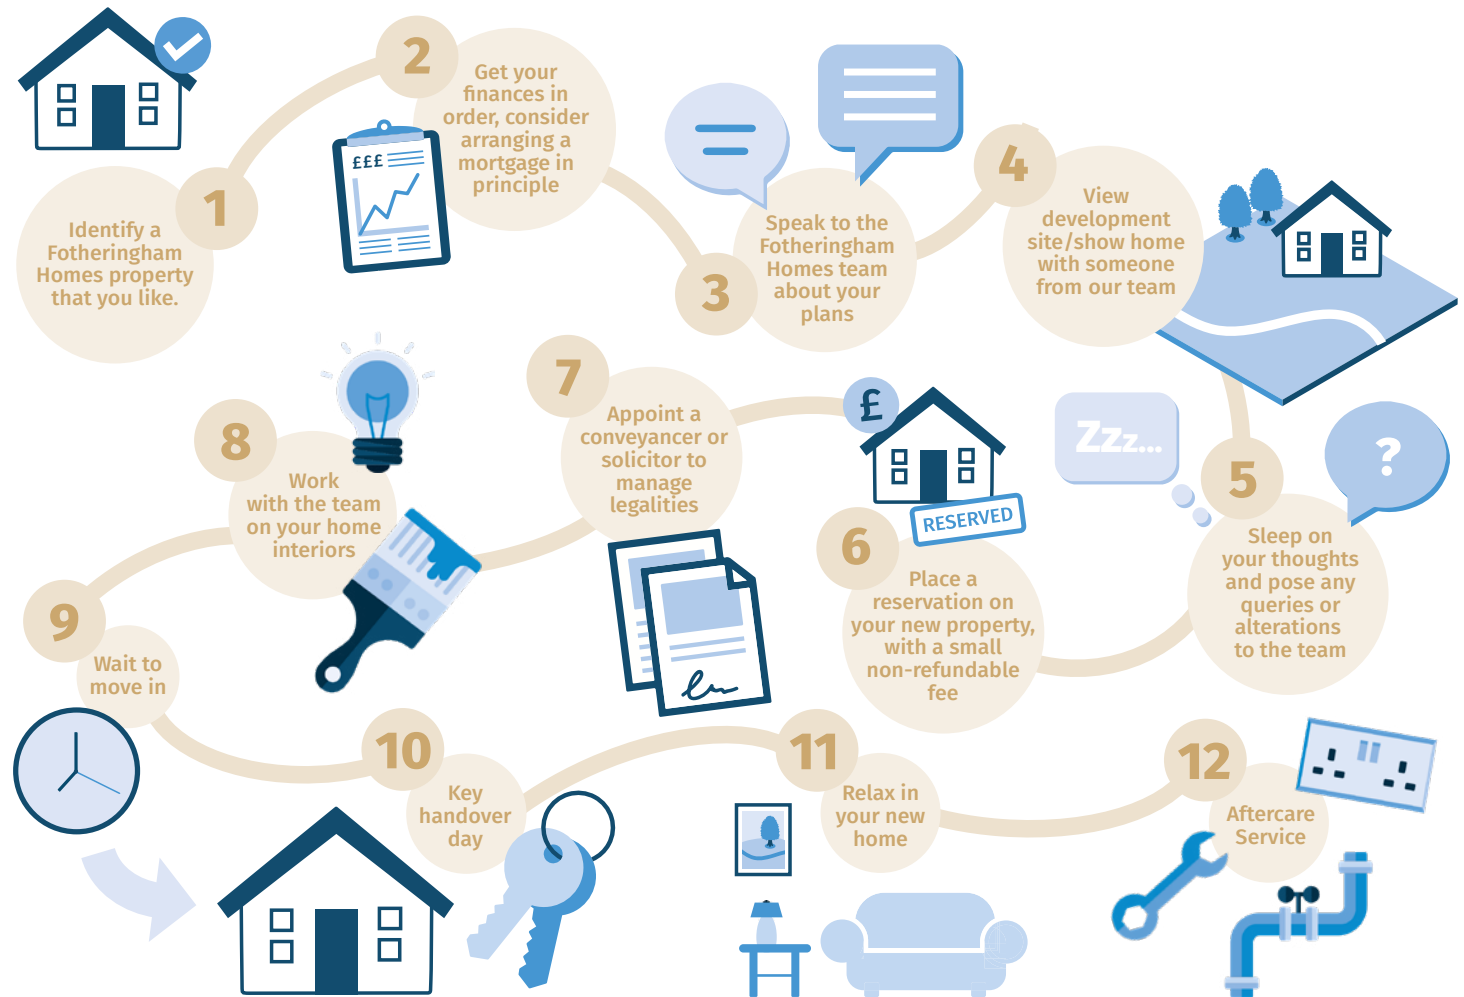 1
Identify a
Fotheringham
Homes property
that you like.
2
Get your
finances in
order, consider
arranging a
mortgage in
principle
£££
3
Speak to the
Fotheringham
Homes team
about your
plans
4
View
development
site/show home
with someone
from our team
5
Sleep on
your thoughts
and pose any
queries or
alterations
to the team
Zzz...
?
6
Place a
reservation on
your new property,
with a small
non-refundable
fee
£
RESERVED
7
Appoint a
conveyancer or
solicitor to
manage
legalities
8
Work
with the team
on your home
interiors
9
Wait to
move in
10
Key
handover
day
11
Relax in
your new
home
12
Aftercare
Service